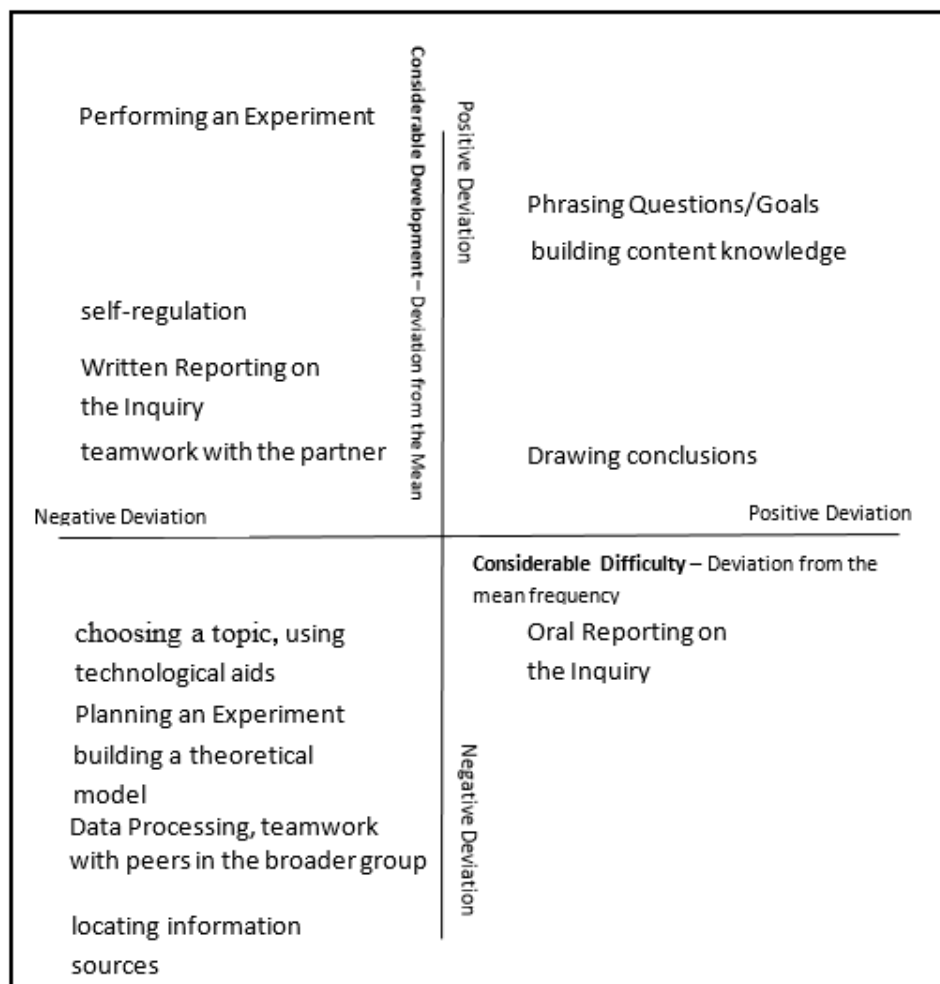 Considerable Development – Deviation from the Mean
Positive Deviation
Performing an Experiment
Phrasing Questions/Goals
building content knowledge
self-regulation
Written Reporting on
the Inquiry
teamwork with the partner
Drawing conclusions
Negative Deviation
Positive Deviation
Considerable Difficulty – Deviation from the
mean frequency
choosing a topic, using
technological aids
Planning an Experiment
building a theoretical
model
Data Processing, teamwork
with peers in the broader group
locating information
sources
Oral Reporting on
the Inquiry
Negative Deviation